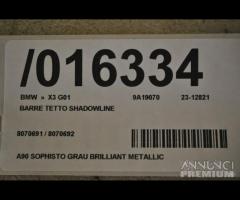 /016334
BMW » X3 G01 9A19070 23-12821
BARRE TETTO SHADOWLINE
8070691 / 8070692
A90 SOPHISTO GRAU BRILLIANT METALLIC
ANNUNCI
PREMIUM